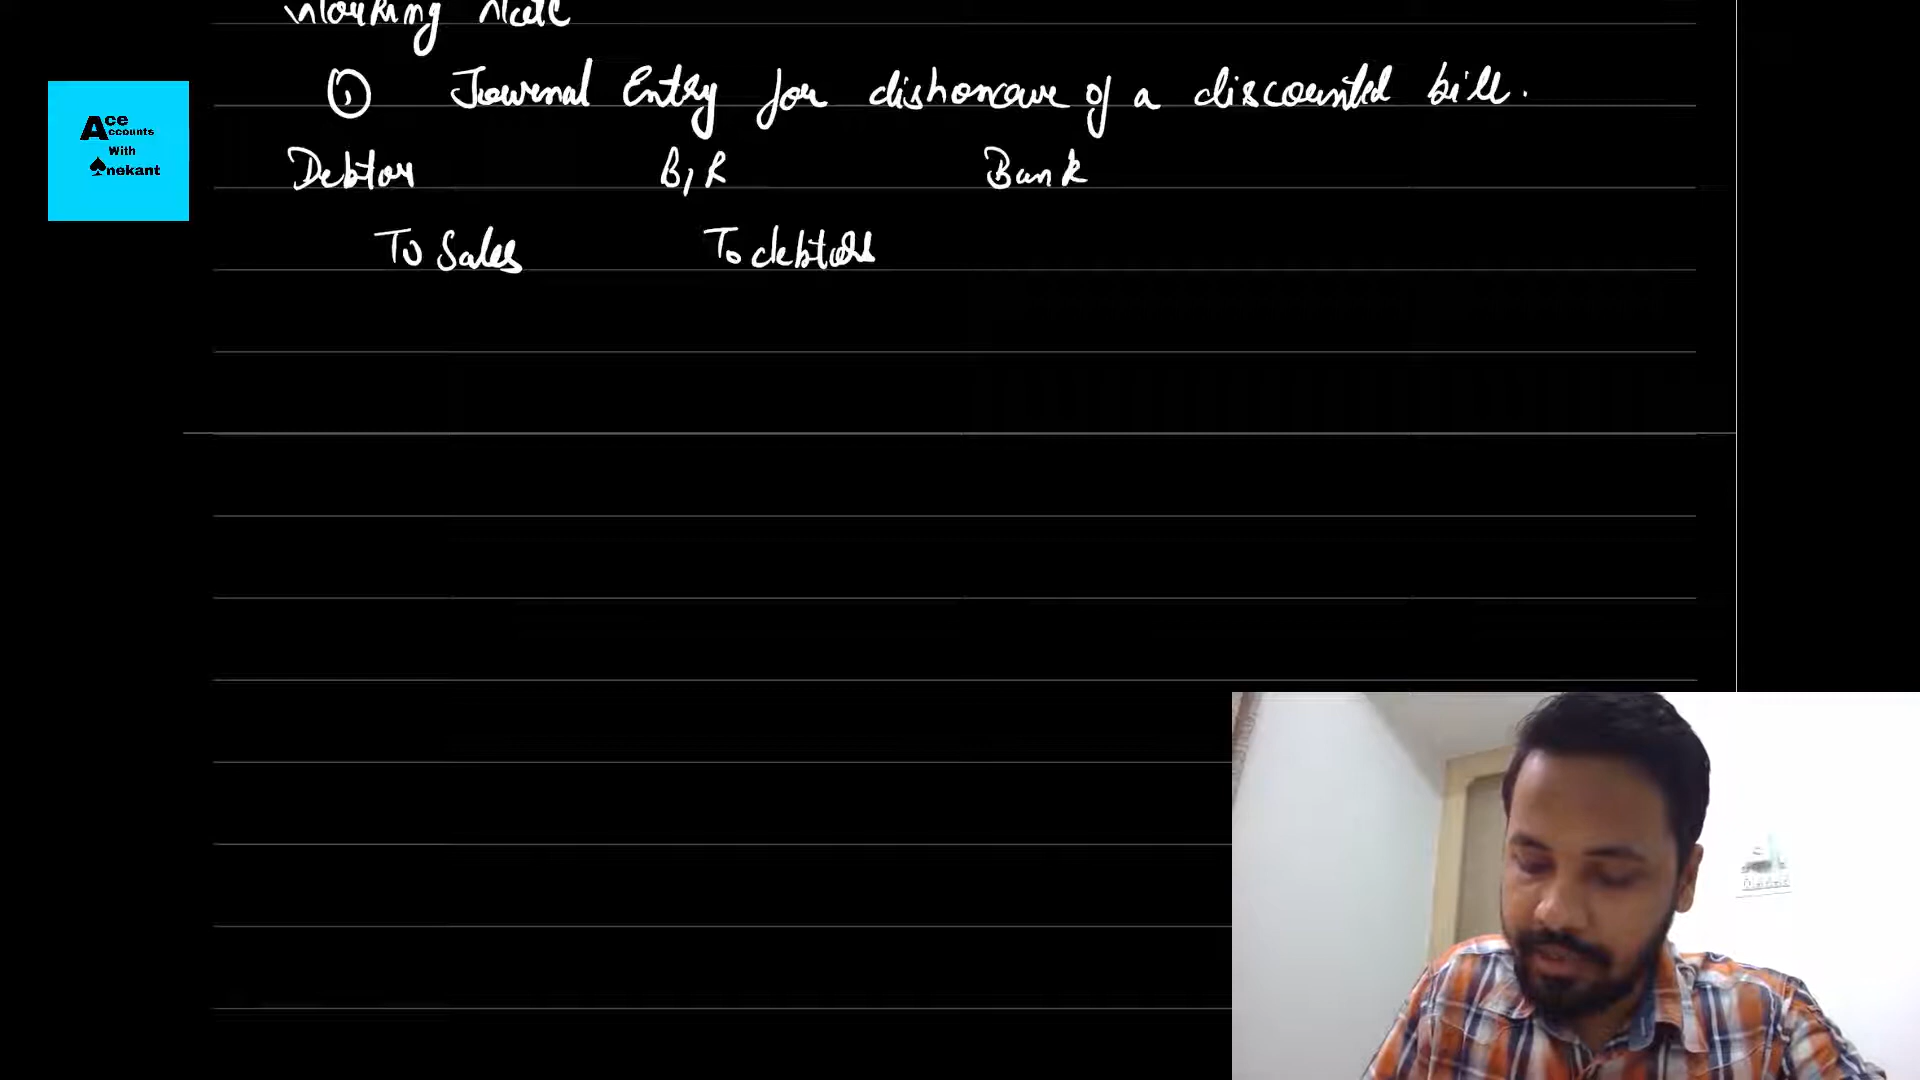 Working Note
① Journal Entry for dishonour of a discounted bill.
Debtor B/R Bank
To Sales To debtors
Ace
Accounts
With
Anekant